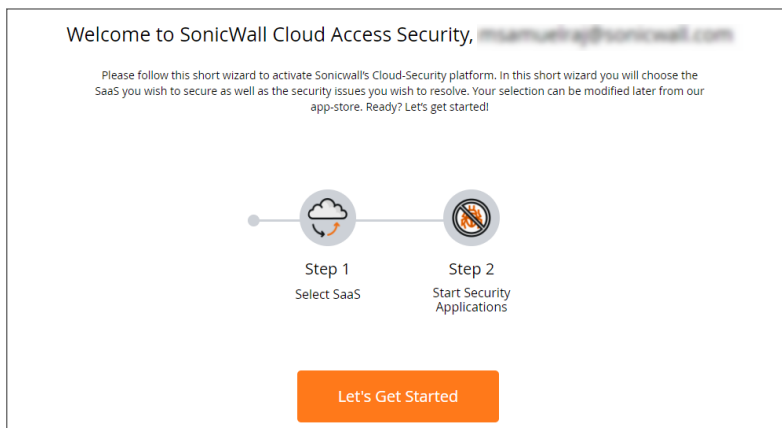 Welcome to SonicWall Cloud Access Security,
Please follow this short wizard to activate Sonicwall's Cloud-Security platform. In this short wizard you will choose the
SaaS you wish to secure as well as the security issues you wish to resolve. Your selection can be modified later from our
app-store. Ready? Let's get started!
Step 1
Select SaaS
Step 2
Start Security
Applications
Let's Get Started